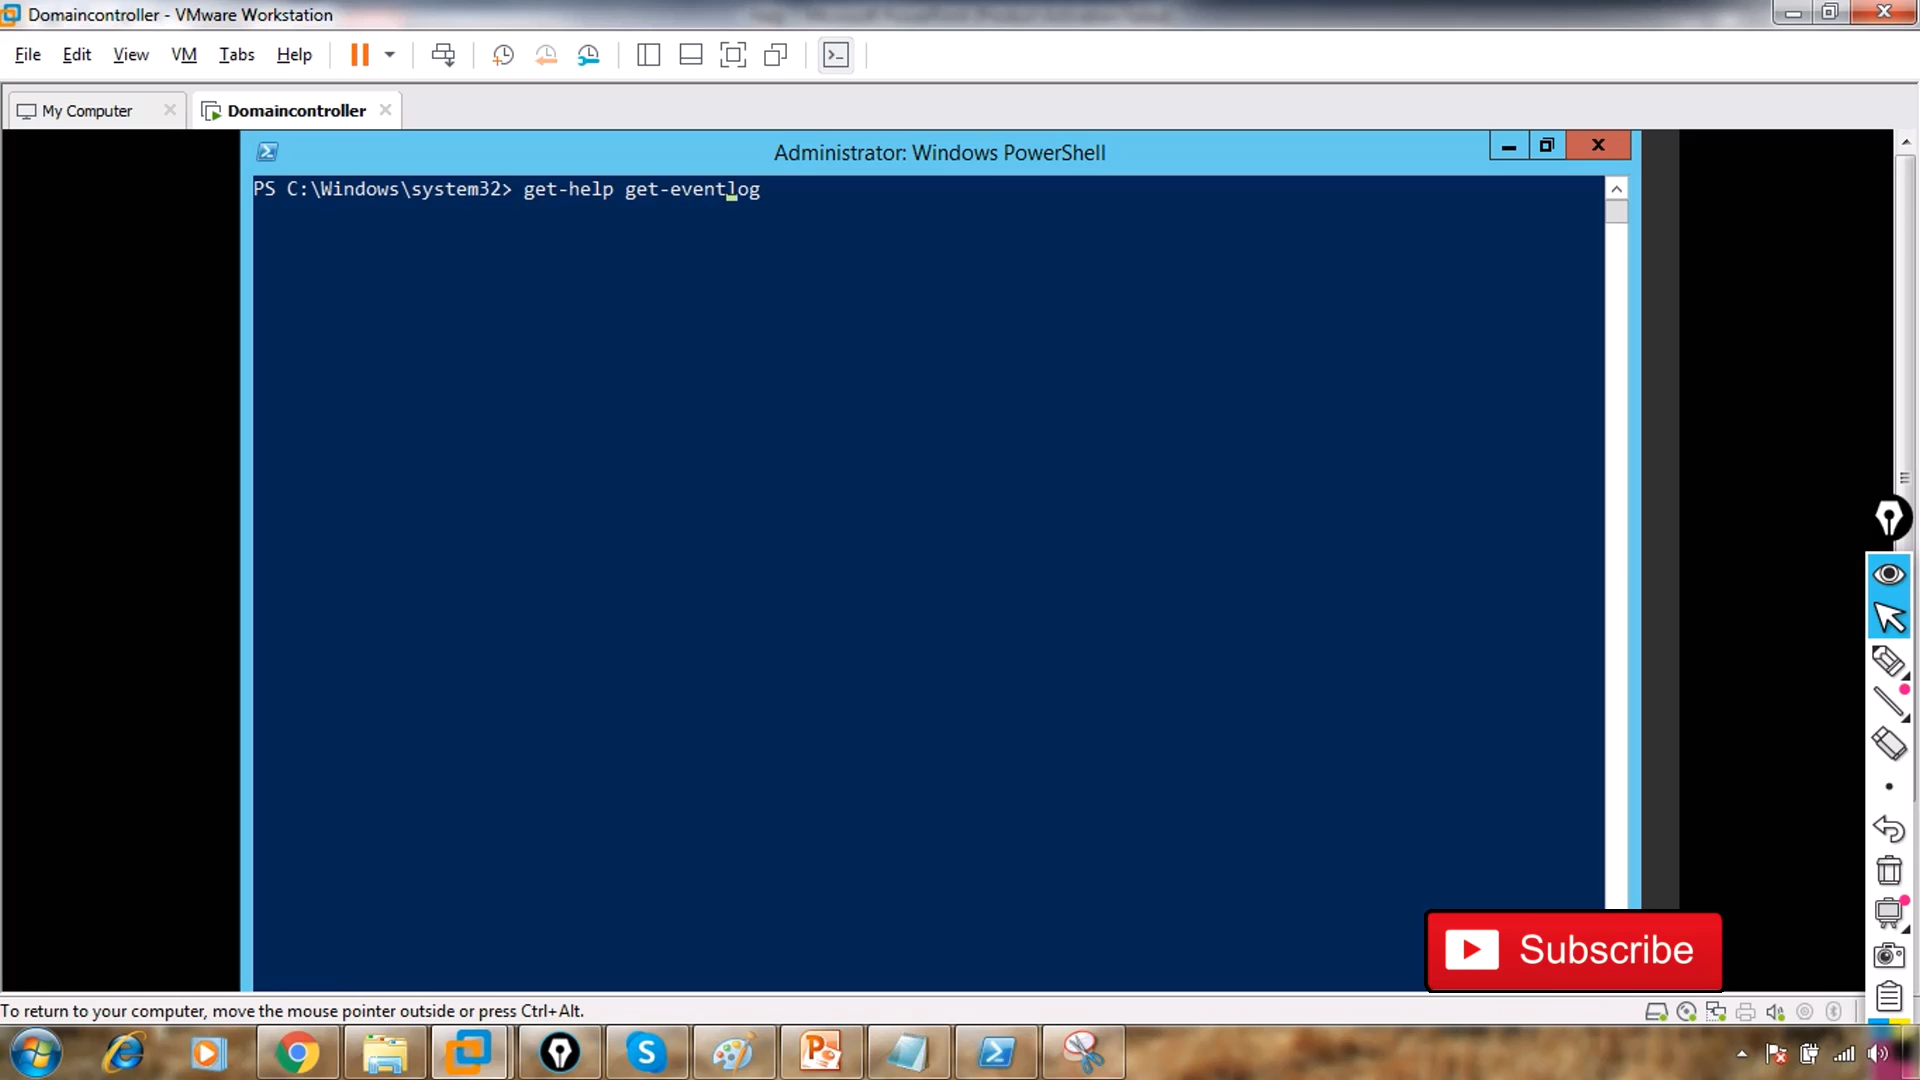 Domaincontroller - VMware Workstation
File Edit View VM Tabs Help
My Computer Domaincontroller
Administrator: Windows PowerShell
PS C:\Windows\system32> get-help get-eventlog
Subscribe
To return to your computer, move the mouse pointer outside or press Ctrl+Alt.